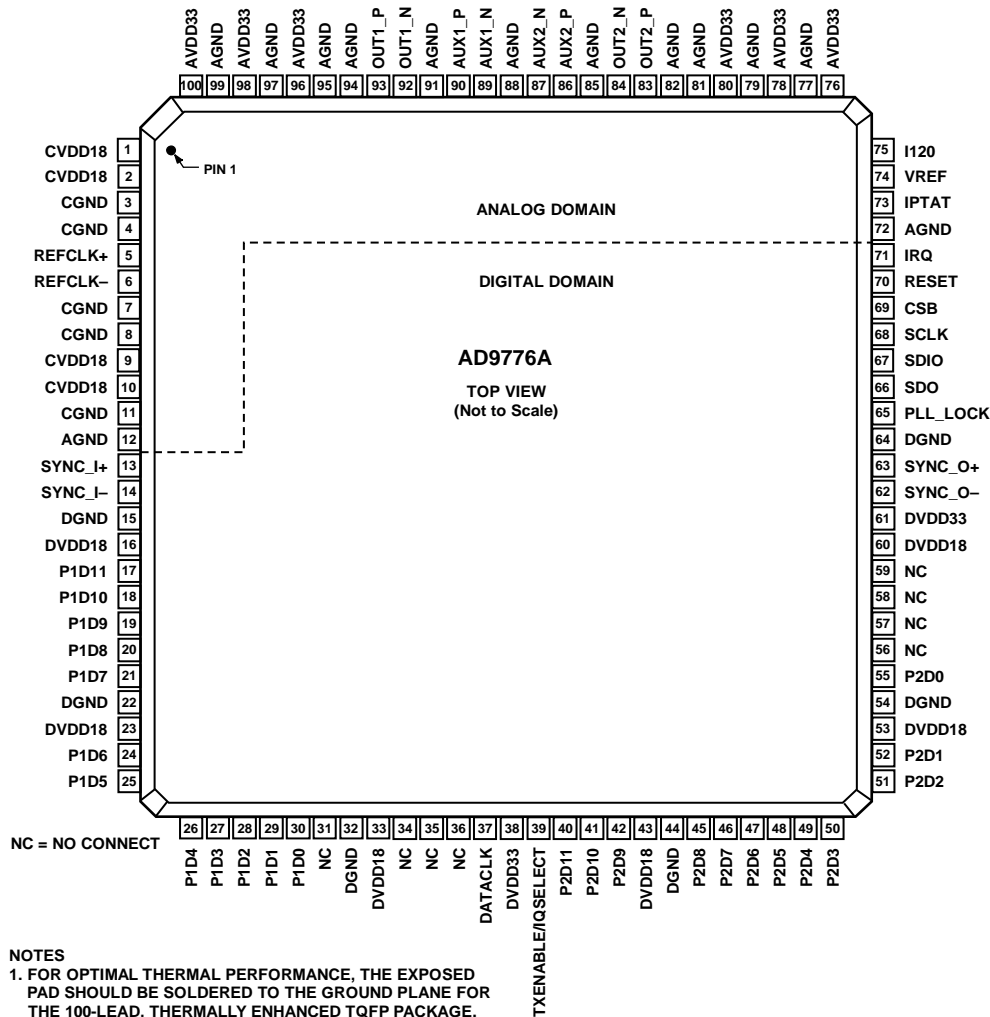 AVDD33
AGND
AVDD33
AGND
AVDD33
AGND
AGND
OUT1_P
OUT1_N
AGND
AUX1_P
AUX1_N
AGND
AUX2_N
AUX2_P
AGND
OUT2_N
OUT2_P
AGND
AGND
AVDD33
AGND
AVDD33
AGND
AVDD33
100 99 98 97 96 95 94 93 92 91 90 89 88 87 86 85 84 83 82 81 80 79 78 77 76
CVDD18 1
CVDD18 2
CGND 3
CGND 4
REFCLK+ 5
REFCLK– 6
CGND 7
CGND 8
CVDD18 9
CVDD18 10
CGND 11
AGND 12
SYNC_I+ 13
SYNC_I– 14
DGND 15
DVDD18 16
P1D11 17
P1D10 18
P1D9 19
P1D8 20
P1D7 21
DGND 22
DVDD18 23
P1D6 24
P1D5 25
PIN 1
ANALOG DOMAIN
DIGITAL DOMAIN
AD9776A
TOP VIEW
(Not to Scale)
75 I120
74 VREF
73 IPTAT
72 AGND
71 IRQ
70 RESET
69 CSB
68 SCLK
67 SDIO
66 SDO
65 PLL_LOCK
64 DGND
63 SYNC_O+
62 SYNC_O–
61 DVDD33
60 DVDD18
59 NC
58 NC
57 NC
56 NC
55 P2D0
54 DGND
53 DVDD18
52 P2D1
51 P2D2
26 27 28 29 30 31 32 33 34 35 36 37 38 39 40 41 42 43 44 45 46 47 48 49 50
P1D4
P1D3
P1D2
P1D1
P1D0
NC
DGND
DVDD18
NC
NC
NC
DATACLK
DVDD33
TXENABLE/IQSELECT
P2D11
P2D10
P2D9
DVDD18
DGND
P2D8
P2D7
P2D6
P2D5
P2D4
P2D3
NC = NO CONNECT
NOTES
1. FOR OPTIMAL THERMAL PERFORMANCE, THE EXPOSED
PAD SHOULD BE SOLDERED TO THE GROUND PLANE FOR
THE 100-LEAD, THERMALLY ENHANCED TQFP PACKAGE.